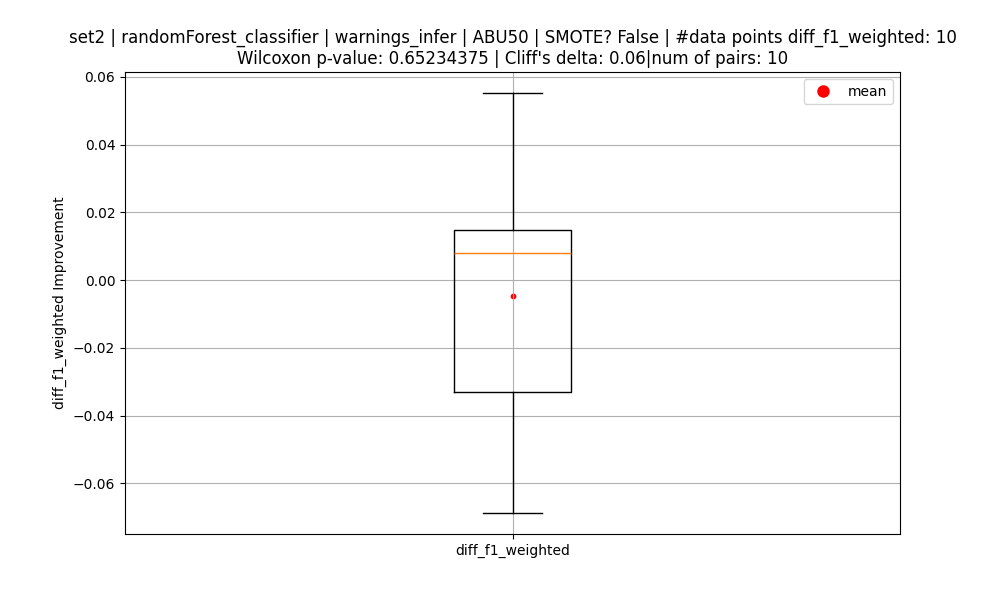 set2 | randomForest_classifier | warnings_infer | ABU50 | SMOTE? False | #data points diff_f1_weighted: 10
Wilcoxon p-value: 0.65234375 | Cliff's delta: 0.06|num of pairs: 10
mean
diff_f1_weighted Improvement
0.06
0.04
0.02
0.00
−0.02
−0.04
−0.06
diff_f1_weighted